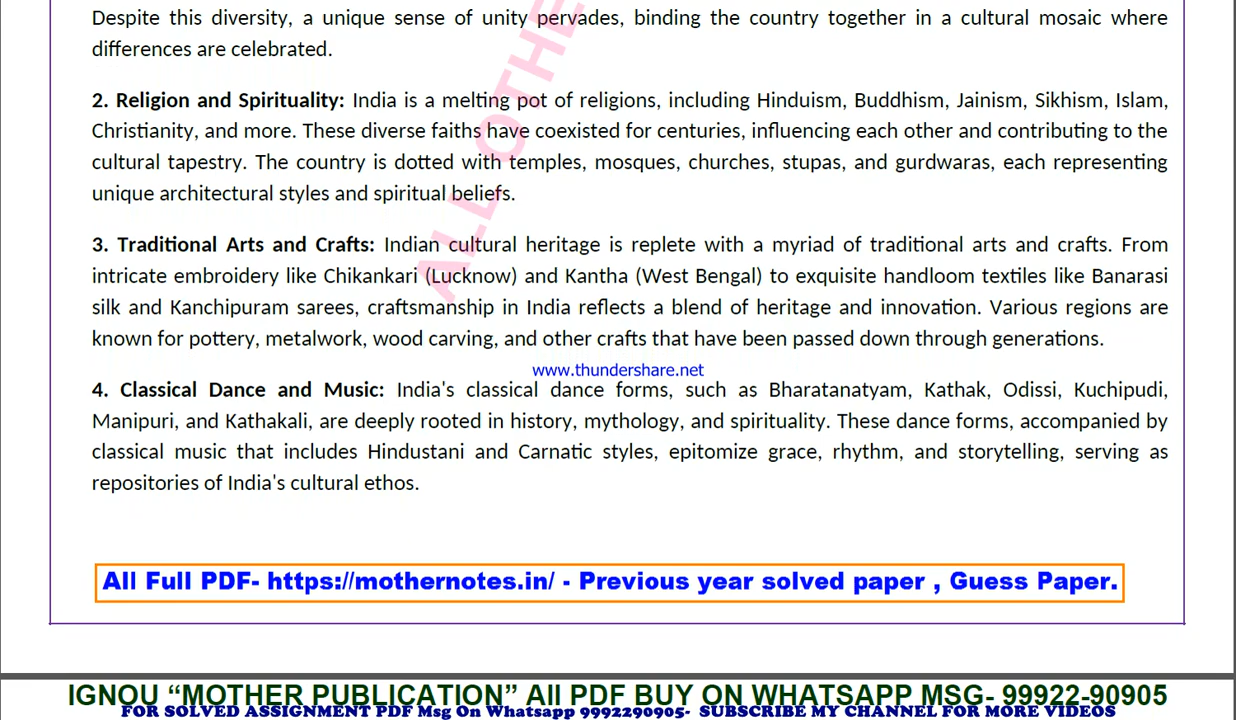 Despite this diversity, a unique sense of unity pervades, binding the country together in a cultural mosaic where
differences are celebrated.
2. Religion and Spirituality: India is a melting pot of religions, including Hinduism, Buddhism, Jainism, Sikhism, Islam,
Christianity, and more. These diverse faiths have coexisted for centuries, influencing each other and contributing to the
cultural tapestry. The country is dotted with temples, mosques, churches, stupas, and gurdwaras, each representing
unique architectural styles and spiritual beliefs.
3. Traditional Arts and Crafts: Indian cultural heritage is replete with a myriad of traditional arts and crafts. From
intricate embroidery like Chikankari (Lucknow) and Kantha (West Bengal) to exquisite handloom textiles like Banarasi
silk and Kanchipuram sarees, craftsmanship in India reflects a blend of heritage and innovation. Various regions are
known for pottery, metalwork, wood carving, and other crafts that have been passed down through generations.
www.thundershare.net
4. Classical Dance and Music: India's classical dance forms, such as Bharatanatyam, Kathak, Odissi, Kuchipudi,
Manipuri, and Kathakali, are deeply rooted in history, mythology, and spirituality. These dance forms, accompanied by
classical music that includes Hindustani and Carnatic styles, epitomize grace, rhythm, and storytelling, serving as
repositories of India's cultural ethos.
ALL OTHE
All Full PDF- https://mothernotes.in/ - Previous year solved paper , Guess Paper.
IGNOU “MOTHER PUBLICATION” All PDF BUY ON WHATSAPP MSG- 99922-90905
FOR SOLVED ASSIGNMENT PDF Msg On Whatsapp 9992290905- SUBSCRIBE MY CHANNEL FOR MORE VIDEOS